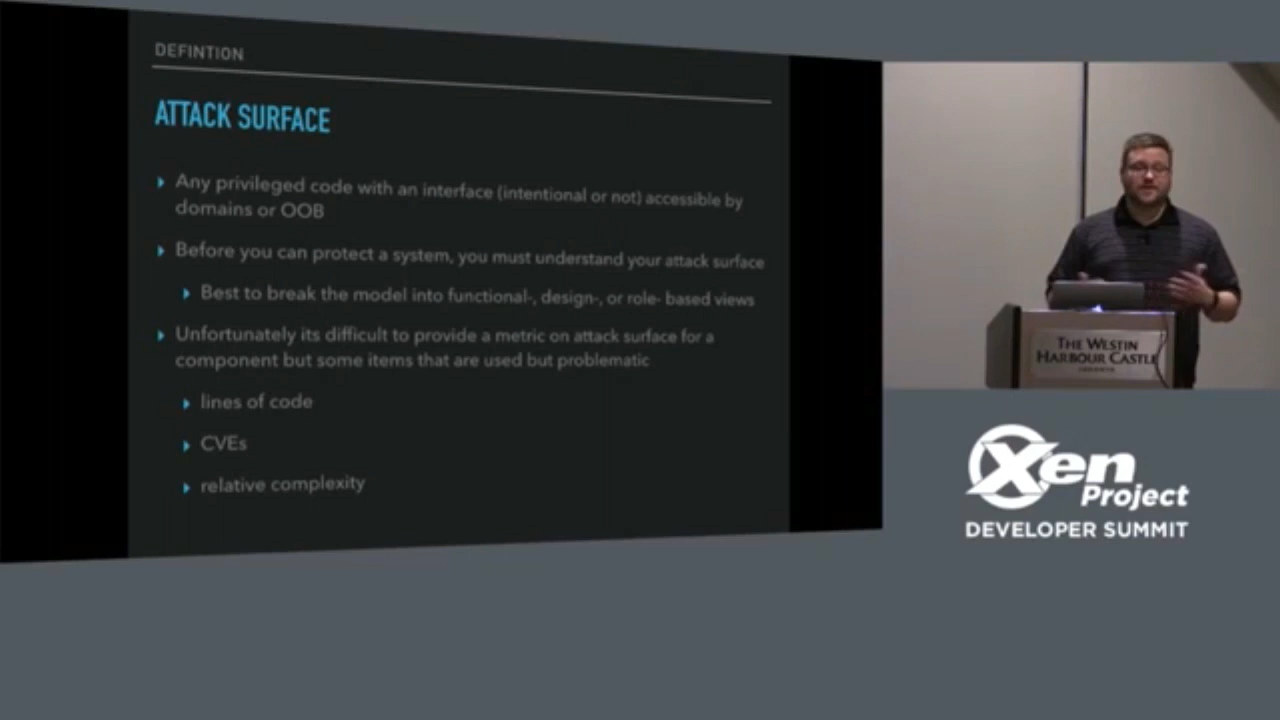 DEFINTION
ATTACK SURFACE
Any privileged code with an interface (intentional or not) accessible by
domains or OOB
Before you can protect a system, you must understand your attack surface
Best to break the model into functional-, design-, or role- based views
Unfortunately its difficult to provide a metric on attack surface for a
component but some items that are used but problematic
lines of code
CVEs
relative complexity
THE WESTIN
HARBOUR CASTLE
Xen
Project
DEVELOPER SUMMIT